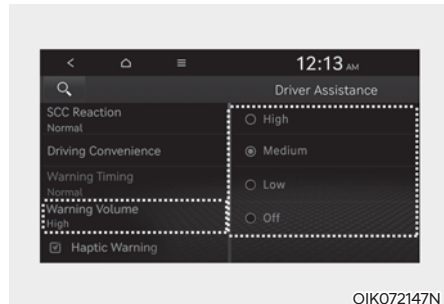 12:13 AM
Driver Assistance
SCC Reaction
Normal
Driving Convenience
Warning Timing
Normal
Warning Volume
High
Haptic Warning
High
Medium
Low
Off
OIK072147N